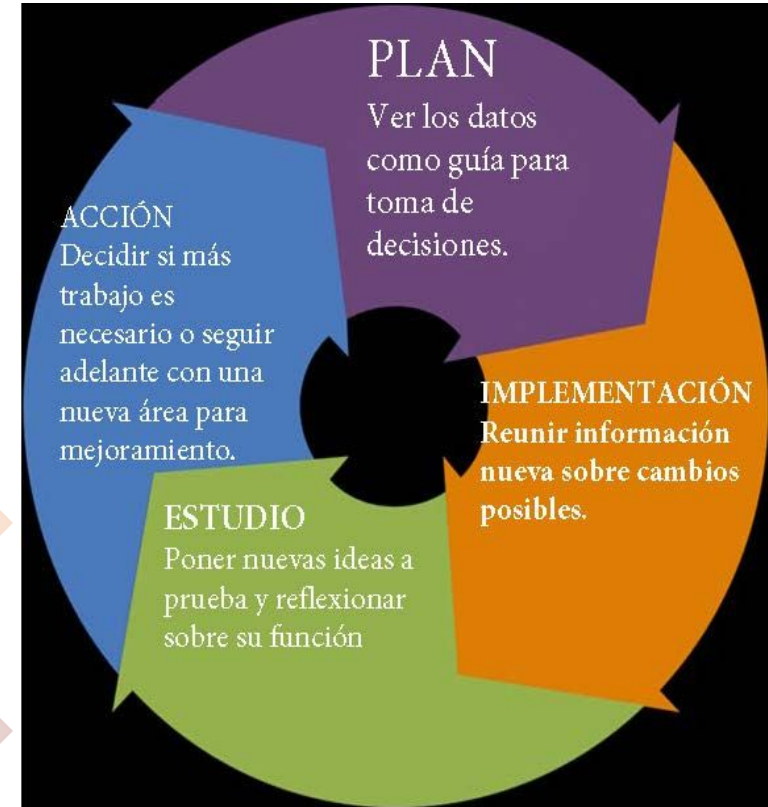 PLAN
Ver los datos
como guía para
toma de
decisiones.
IMPLEMENTACIÓN
Reunir información
nueva sobre cambios
posibles.
ESTUDIO
Poner nuevas ideas a
prueba y reflexionar
sobre su función
ACCIÓN
Decidir si más
trabajo es
necesario o seguir
adelante con una
nueva área para
mejoramiento.